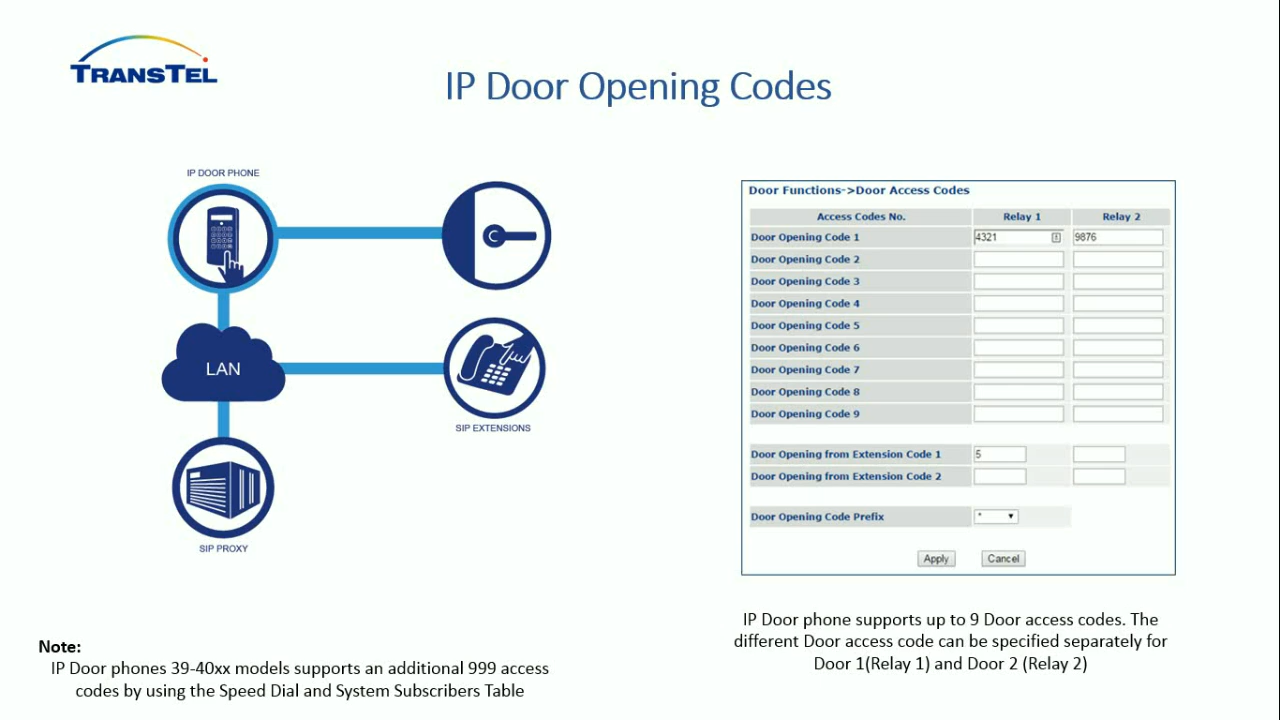 TRANSTEL
IP Door Opening Codes
IP DOOR PHONE
LAN
SIP EXTENSIONS
SIP PROXY
Door Functions->Door Access Codes
Access Codes No. Relay 1 Relay 2
Door Opening Code 1 4321 9876
Door Opening Code 2
Door Opening Code 3
Door Opening Code 4
Door Opening Code 5
Door Opening Code 6
Door Opening Code 7
Door Opening Code 8
Door Opening Code 9
Door Opening from Extension Code 1 5
Door Opening from Extension Code 2
Door Opening Code Prefix *
Apply Cancel
IP Door phone supports up to 9 Door access codes. The
different Door access code can be specified separately for
Door 1(Relay 1) and Door 2 (Relay 2)
Note:
IP Door phones 39-40xx models supports an additional 999 access
codes by using the Speed Dial and System Subscribers Table